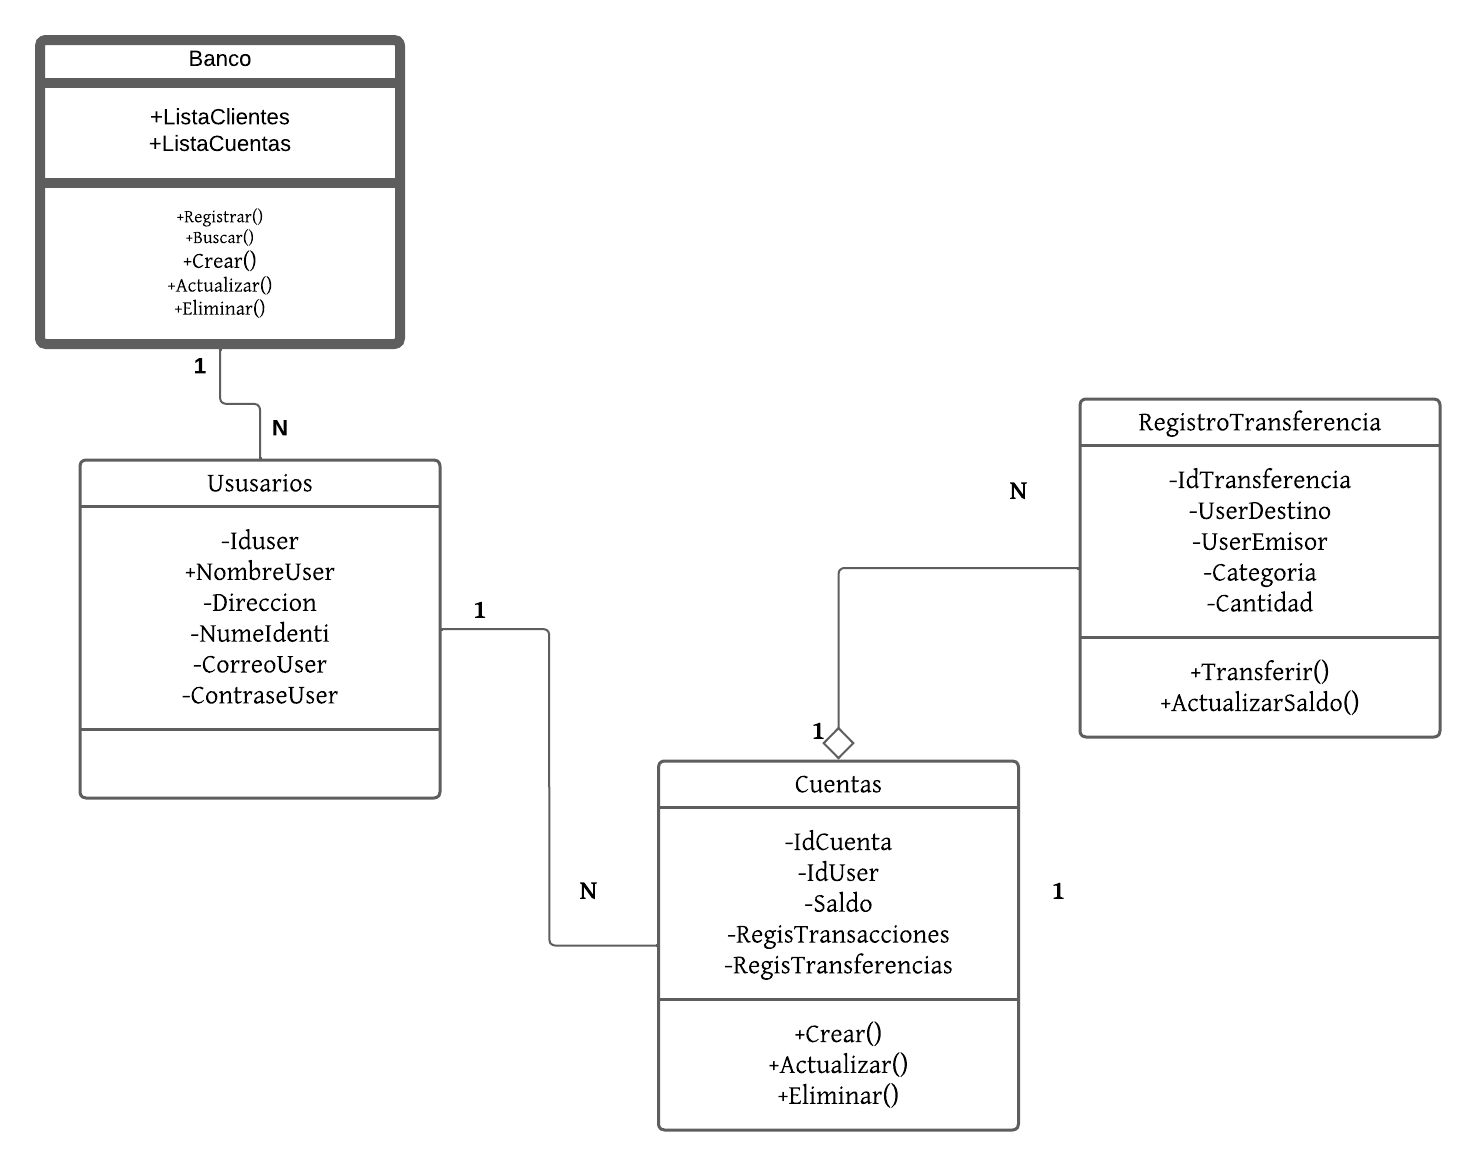 Banco
+ListaClientes
+ListaCuentas
+Registrar()
+Buscar()
+Crear()
+Actualizar()
+Eliminar()
1
N
Ususarios
-Iduser
+NombreUser
-Direccion
-NumeIdenti
-CorreoUser
-ContraseUser
1
N
RegistroTransferencia
-IdTransferencia
-UserDestino
-UserEmisor
-Categoria
-Cantidad
+Transferir()
+ActualizarSaldo()
N
1
Cuentas
-IdCuenta
-IdUser
-Saldo
-RegisTransacciones
-RegisTransferencias
+Crear()
+Actualizar()
+Eliminar()
1